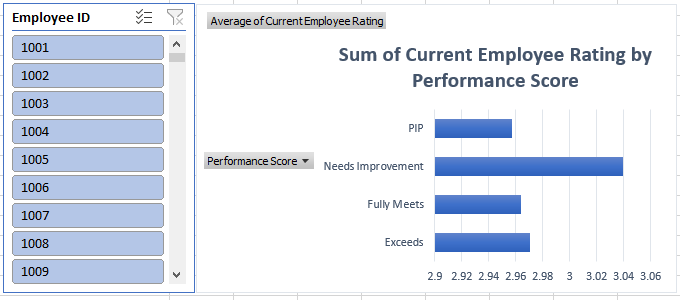 Employee ID
1001
1002
1003
1004
1005
1006
1007
1008
1009
Average of Current Employee Rating
Sum of Current Employee Rating by
Performance Score
Performance Score
PIP
Needs Improvement
Fully Meets
Exceeds
2.9 2.92 2.94 2.96 2.98 3 3.02 3.04 3.06